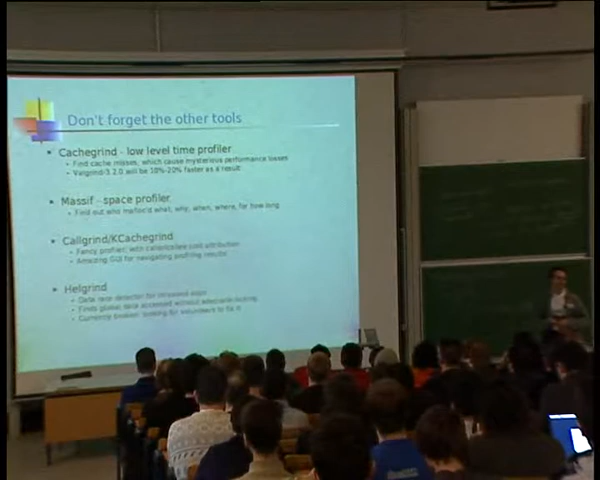 Don't forget the other tools
Cachegrind - low level time profiler
Find cache misses, which cause mysterious performance losses
Valgrind-3.2.0 will be 10%-20% faster as a result
Massif - space profiler
Find out who malloc'd what, why, when, where, for how long
Callgrind/KCachegrind
Fancy profiler, with callers/callee cost attribution
Amazing GUI for navigating profiling results
Helgrind
Data race detector for threaded apps
Finds global data accessed without adequate locking
Currently broken: looking for volunteers to fix it